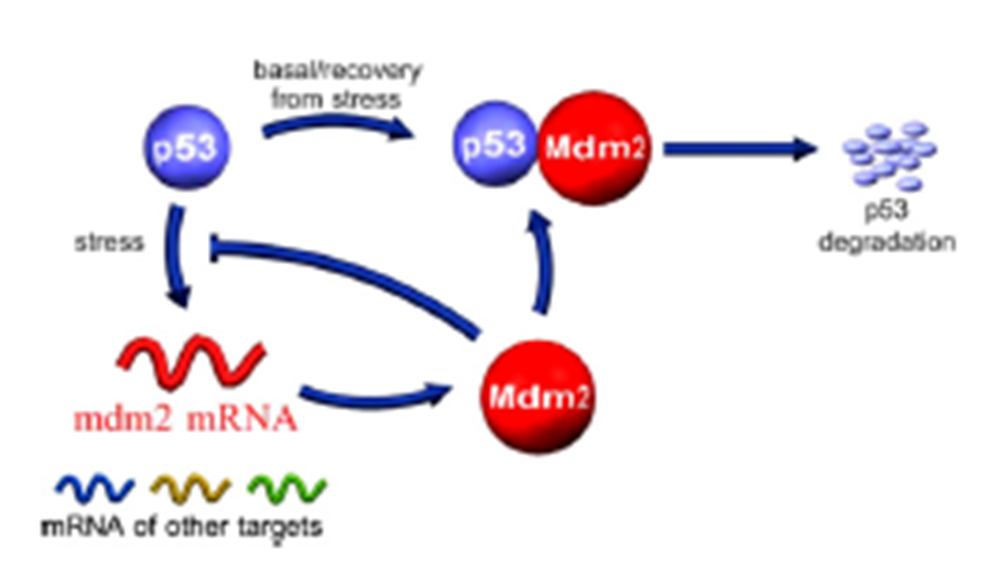 basal/recovery
from stress
p53
p53
Mdm2
p53
degradation
stress
mdm2 mRNA
Mdm2
mRNA of other targets